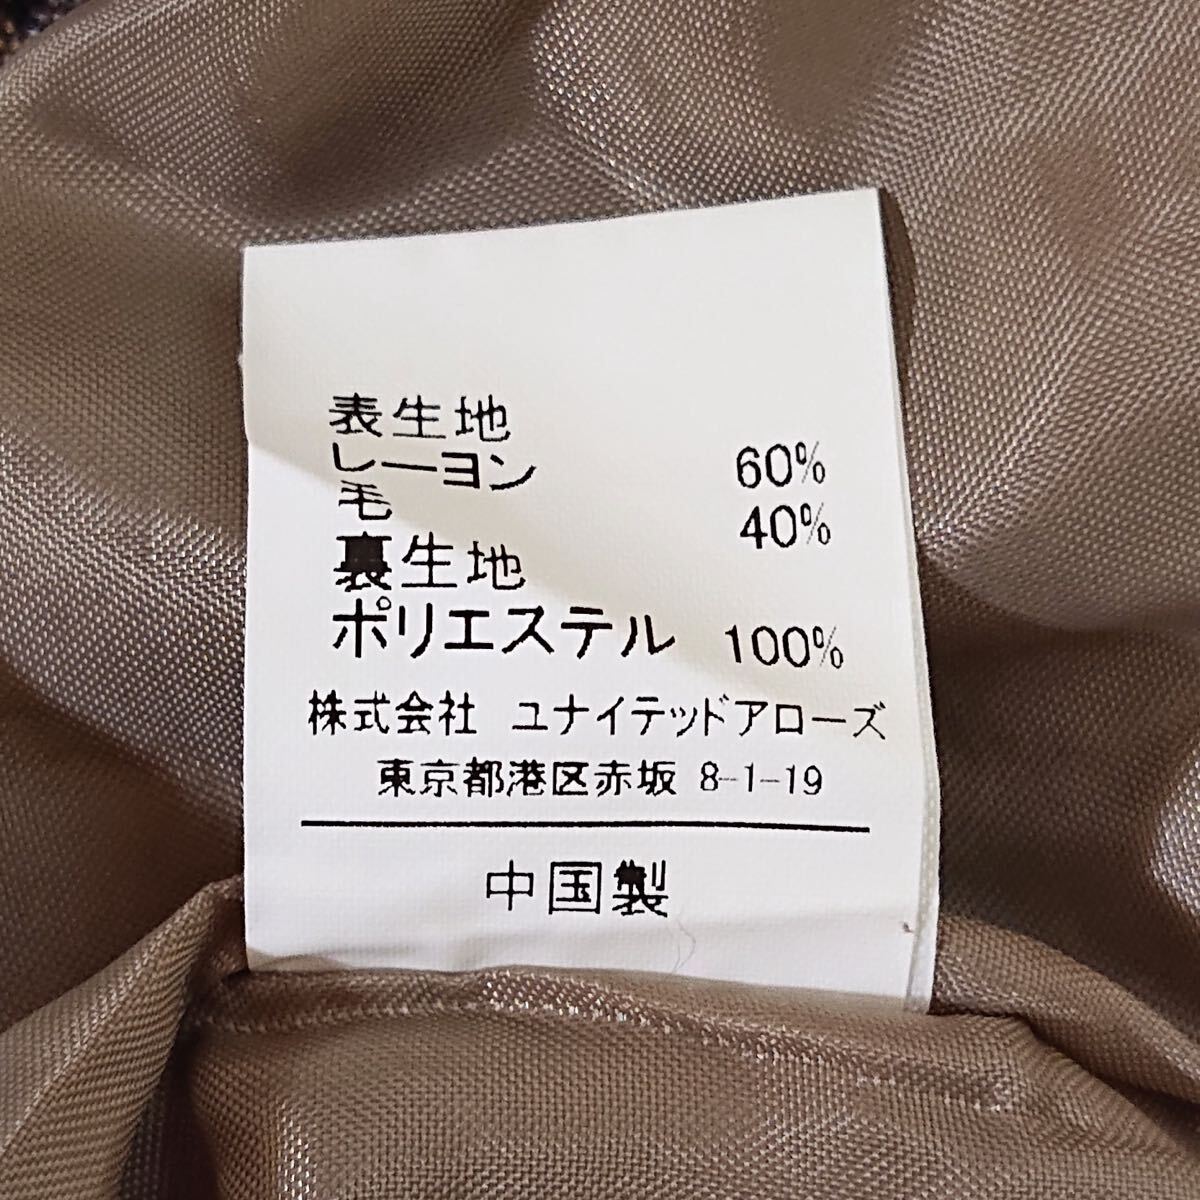 表生地
レーヨン 60%
毛 40%
裏生地
ポリエステル 100%
株式会社 ユナイテッドアローズ
東京都港区赤坂 8-1-19
中国製